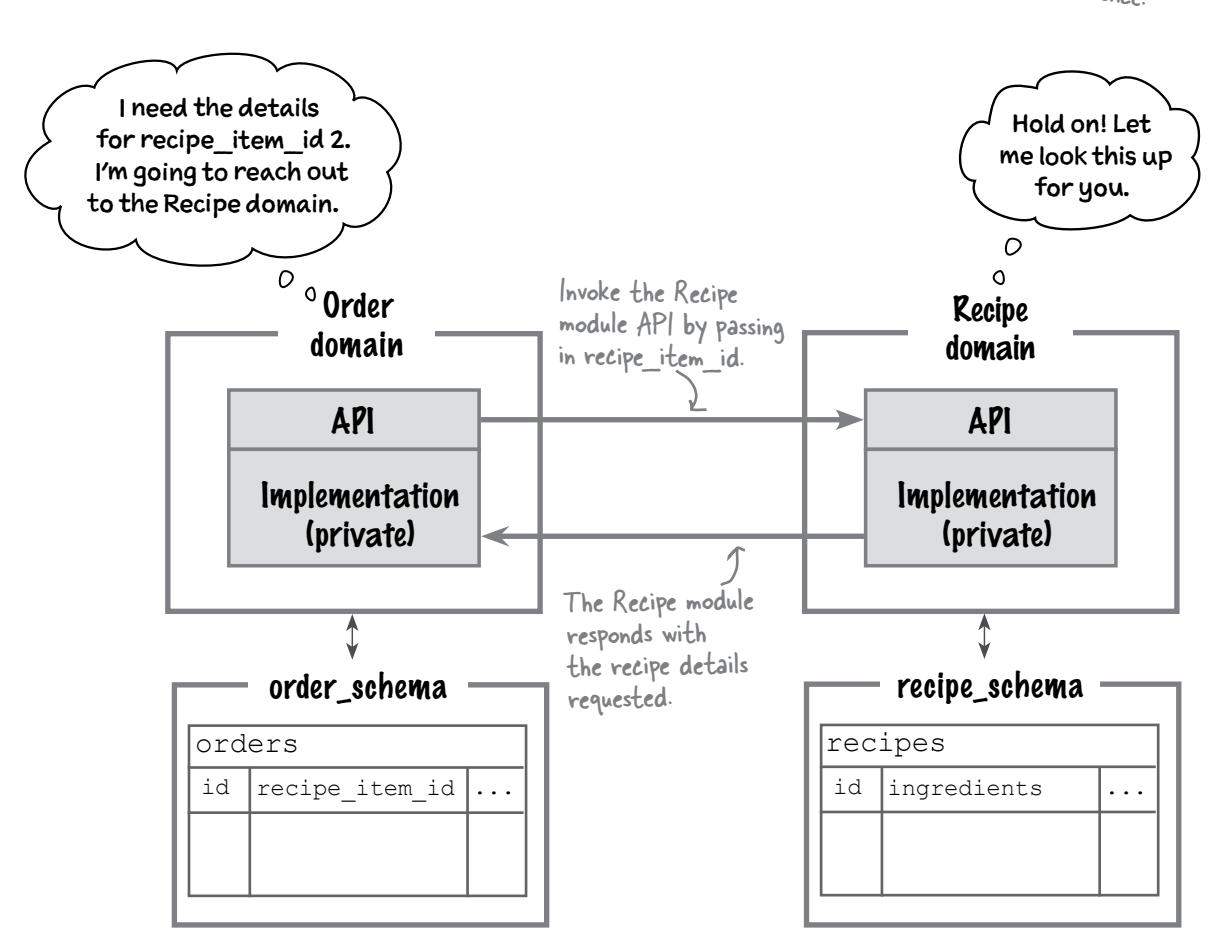 I need the details
for recipe_item_id 2.
I'm going to reach out
to the Recipe domain.
Hold on! Let
me look this up
for you.
Order
domain
Invoke the Recipe
module API by passing
in recipe_item_id.
Recipe
domain
API
Implementation
(private)
API
Implementation
(private)
The Recipe module
responds with
the recipe details
requested.
order_schema
orders
id recipe_item_id ...
recipe_schema
recipes
id ingredients ...